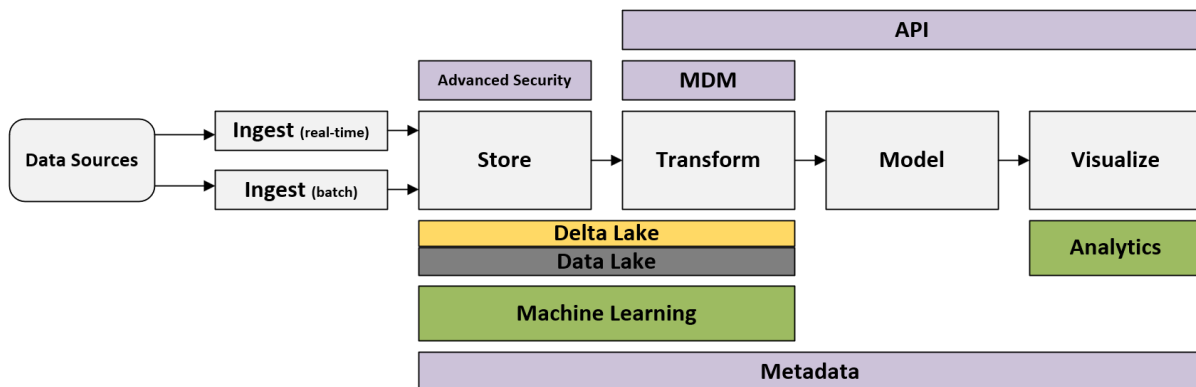 API
Advanced Security
MDM
Data Sources
Ingest (real-time)
Ingest (batch)
Store
Transform
Model
Visualize
Delta Lake
Data Lake
Analytics
Machine Learning
Metadata